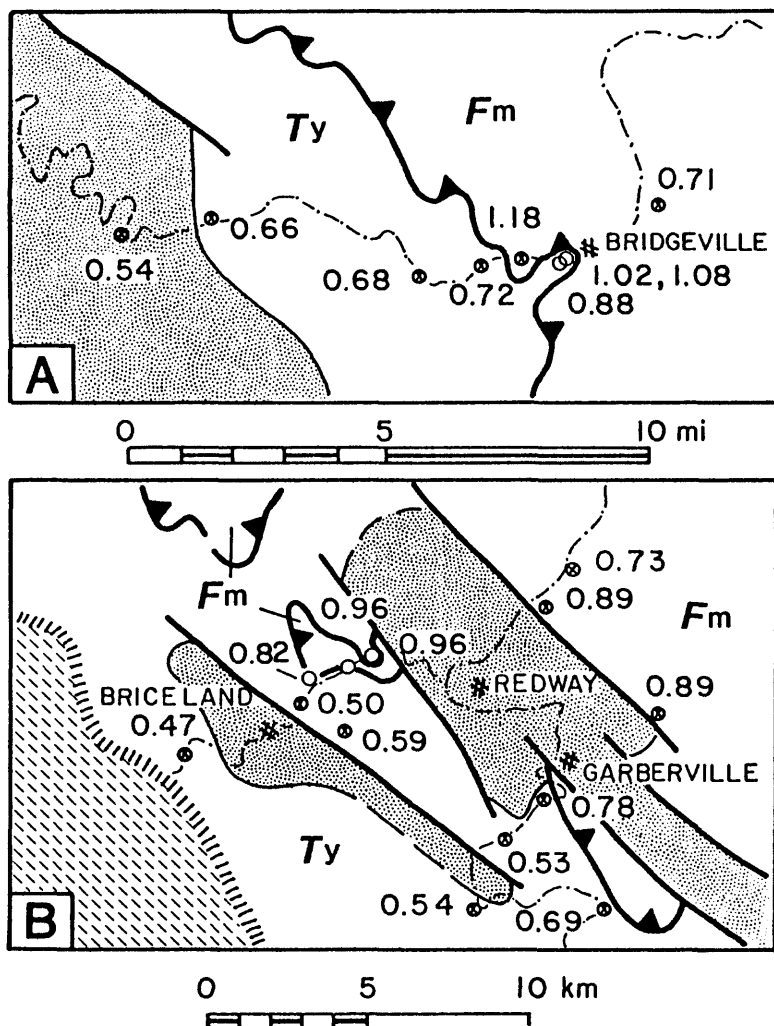 Ty
Fm
0.71
1.18
0.66
BRIDGEVILLE
0.54
0.68
0.72
1.02, 1.08
0.88
A
0 5 10 mi
Fm
0.73
0.96
0.89
Fm
0.82
0.96
BRICELAND
0.50
REDWAY
0.89
0.47
0.59
GARBERVILLE
0.78
Ty
0.53
0.54
0.69
B
0 5 10 km